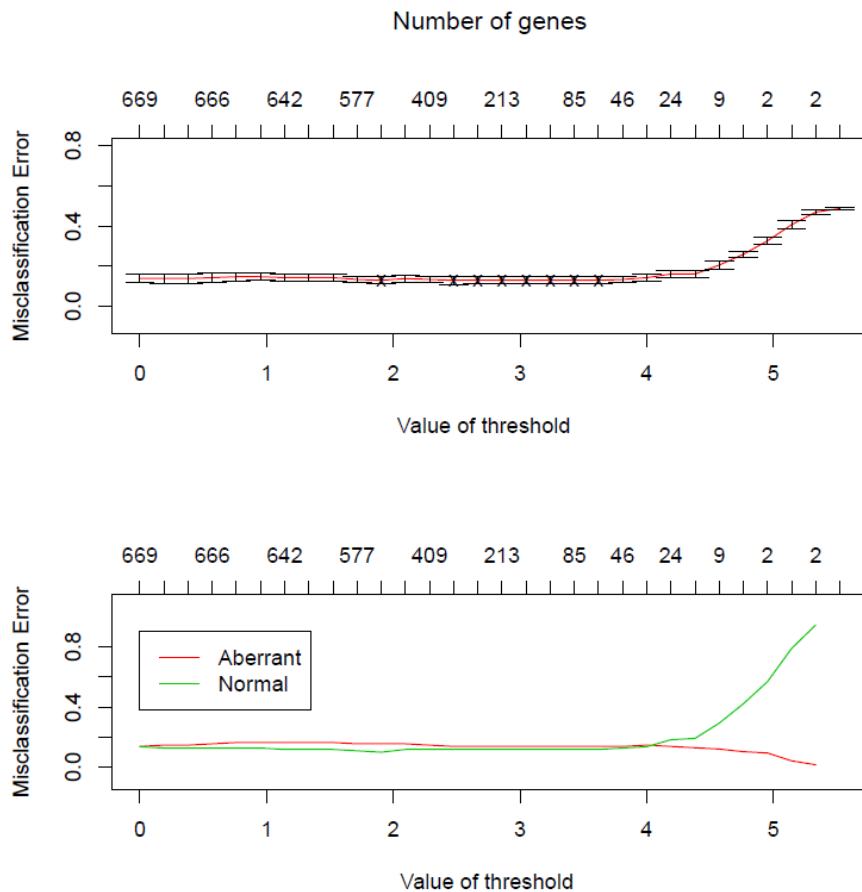 Number of genes
669 666 642 577 409 213 85 46 24 9 2 2
Misclassification Error
0.8
0.4
0.0
0 1 2 3 4 5
Value of threshold
669 666 642 577 409 213 85 46 24 9 2 2
Misclassification Error
0.8
0.4
0.0
Aberrant
Normal
0 1 2 3 4 5
Value of threshold